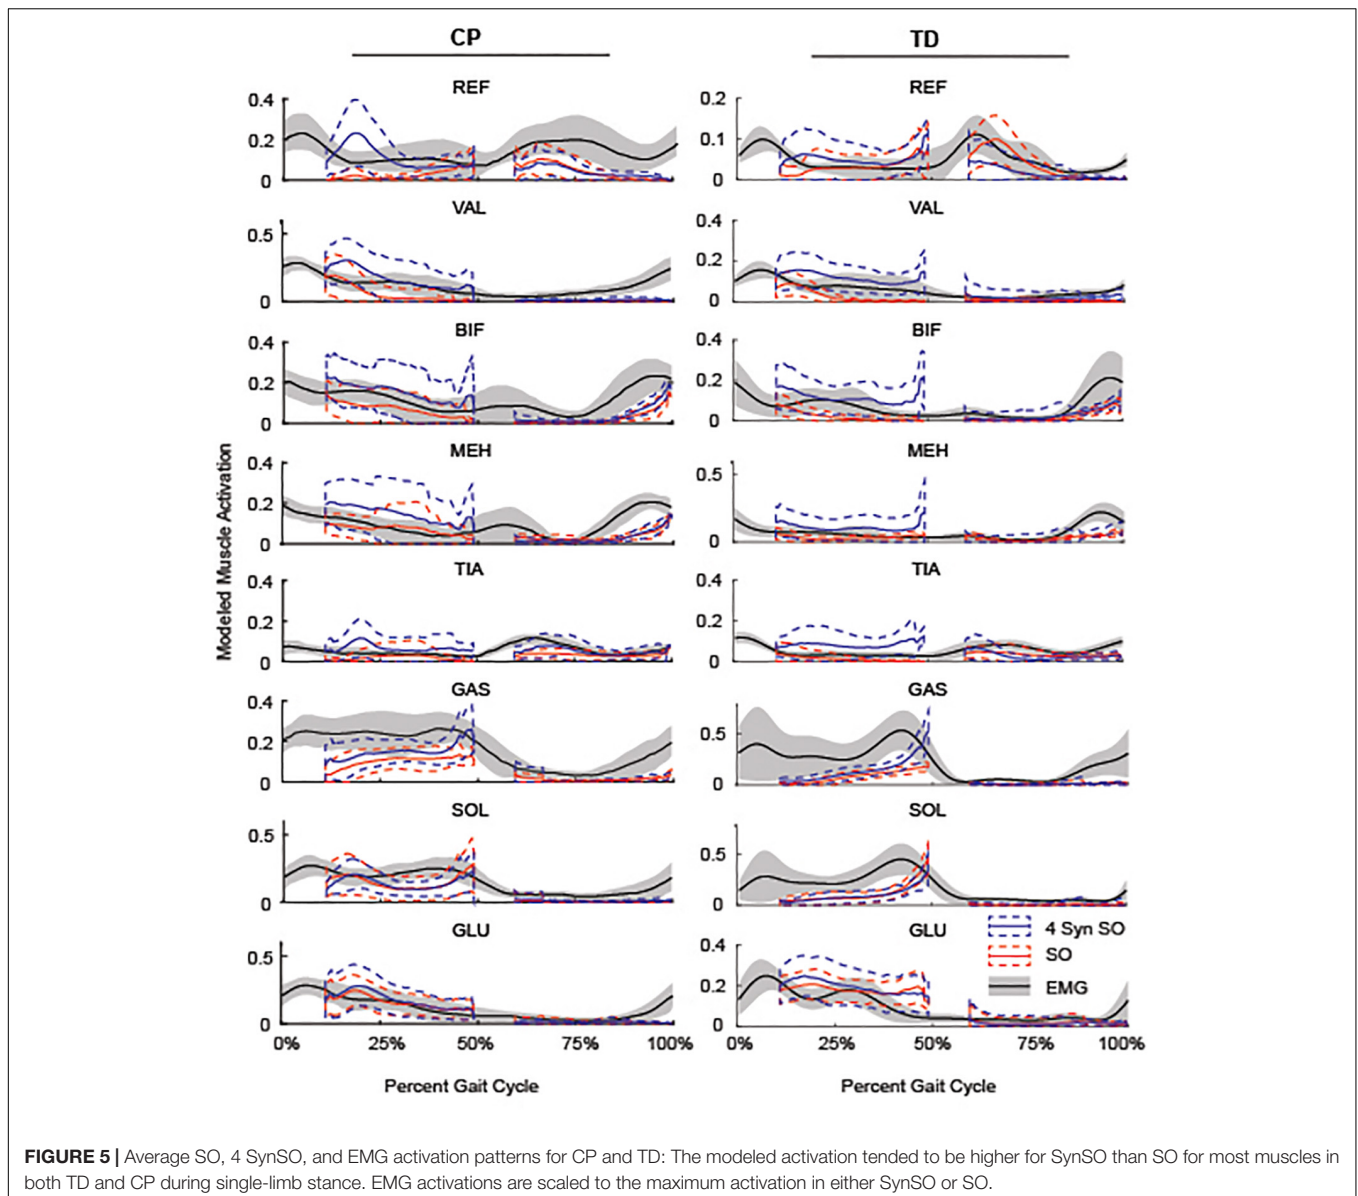 CP
TD
REF
0.4
0.2
0
REF
0.2
0.1
0
VAL
0.5
0
VAL
0.4
0.2
0
BIF
0.4
0.2
0
BIF
0.4
0.2
0
MEH
0.4
0.2
0
MEH
0.5
0
TIA
0.4
0.2
0
TIA
0.4
0.2
0
GAS
0.4
0.2
0
GAS
0.5
0
SOL
0.5
0
SOL
0.5
0
GLU
0.5
0
GLU
0.4
0.2
0
Modeled Muscle Activation
4 Syn SO
SO
EMG
0% 25% 50% 75% 100%
0% 25% 50% 75% 100%
Percent Gait Cycle
Percent Gait Cycle
FIGURE 5 | Average SO, 4 SynSO, and EMG activation patterns for CP and TD: The modeled activation tended to be higher for SynSO than SO for most muscles in
both TD and CP during single-limb stance. EMG activations are scaled to the maximum activation in either SynSO or SO.